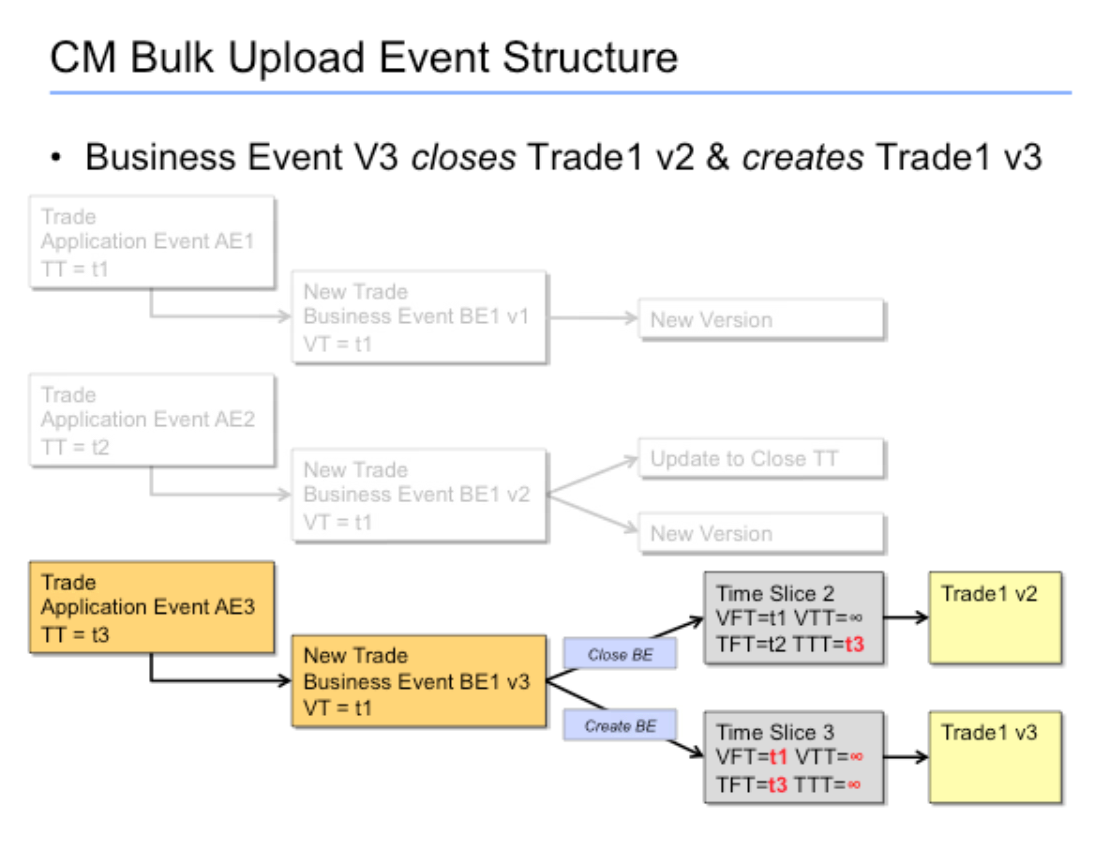 CM Bulk Upload Event Structure
• Business Event V3 closes Trade1 v2 & creates Trade1 v3
Trade
Application Event AE1
TT = t1
New Trade
Business Event BE1 v1
VT = t1
New Version
Trade
Application Event AE2
TT = t2
New Trade
Business Event BE1 v2
VT = t1
Update to Close TT
New Version
Trade
Application Event AE3
TT = t3
New Trade
Business Event BE1 v3
VT = t1
Close BE
Create BE
Time Slice 2
VFT=t1 VTT=∞
TFT=t2 TTT=t3
Trade1 v2
Time Slice 3
VFT=t1 VTT=∞
TFT=t3 TTT=∞
Trade1 v3